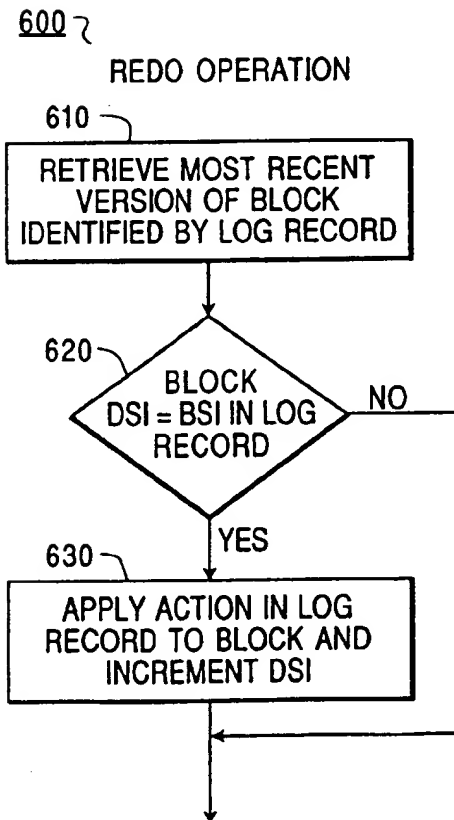 600
REDO OPERATION
610
RETRIEVE MOST RECENT
VERSION OF BLOCK
IDENTIFIED BY LOG RECORD
620
BLOCK
DSI = BSI IN LOG
RECORD
NO
YES
630
APPLY ACTION IN LOG
RECORD TO BLOCK AND
INCREMENT DSI